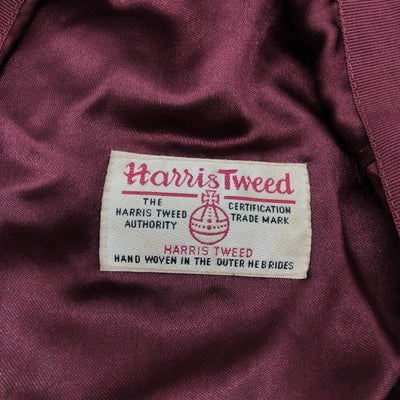 Harris Tweed
THE CERTIFICATION
HARRIS TWEED TRADE MARK
AUTHORITY
HARRIS TWEED
HAND WOVEN IN THE OUTER HEBRIDES